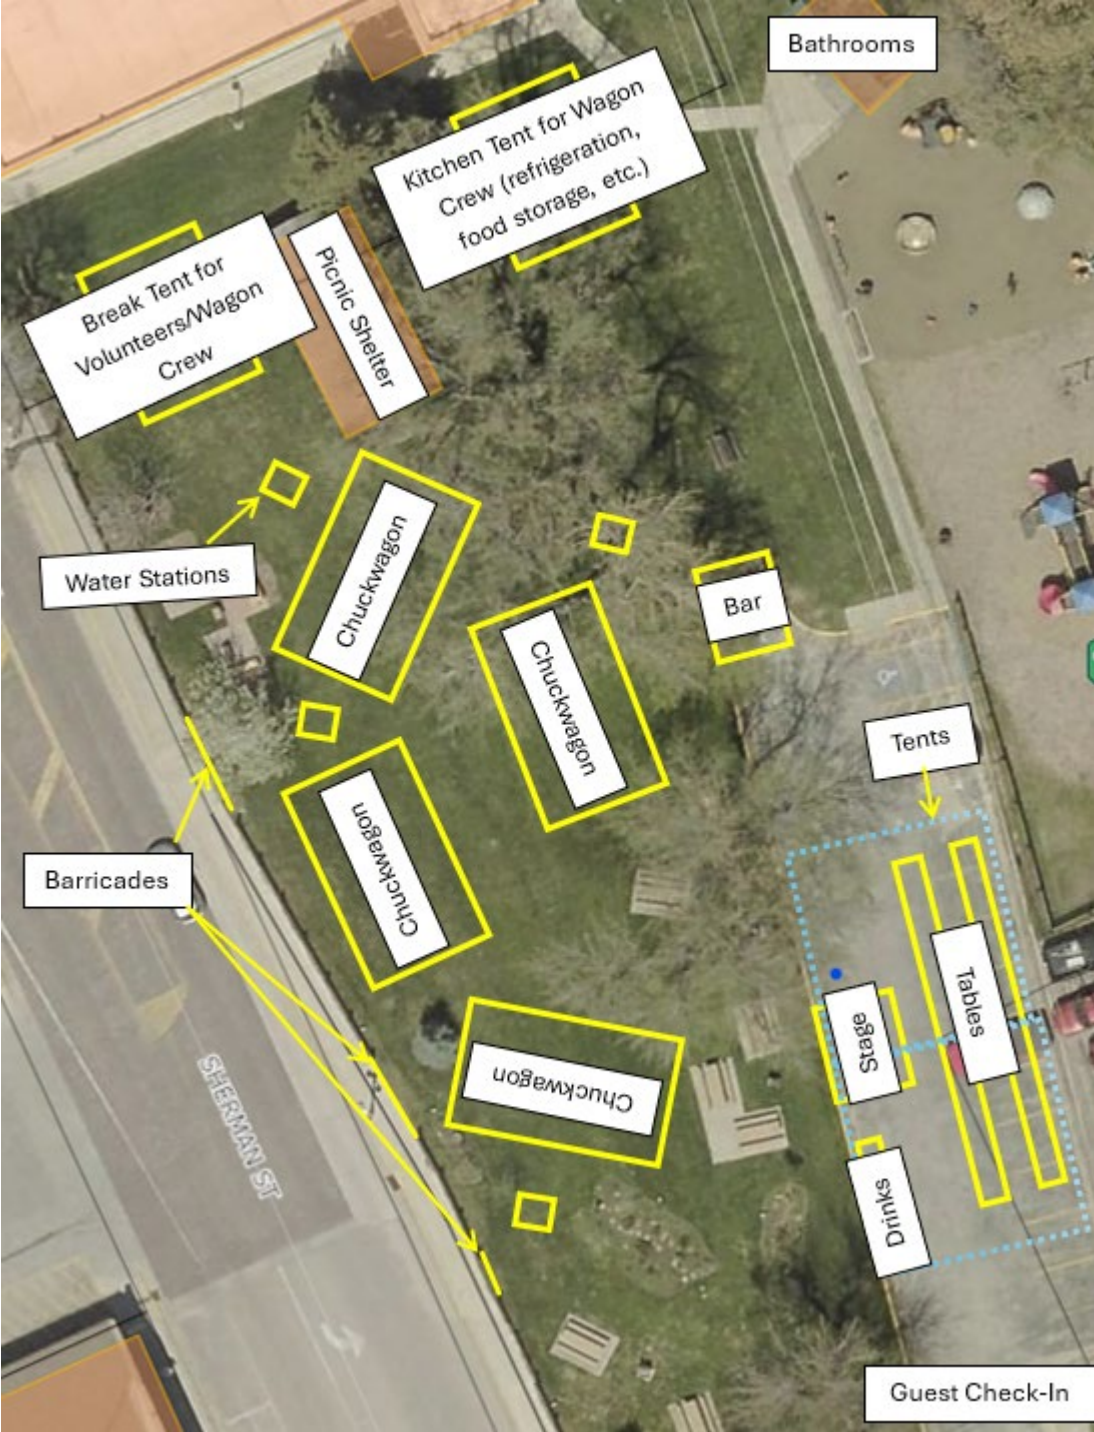 Bathrooms
Kitchen Tent for Wagon
Crew (refrigeration,
food storage, etc.)
Break Tent for
Volunteers/Wagon
Crew
Picnic Shelter
Water Stations
Chuckwagon
Bar
Chuckwagon
Tents
Barricades
Chuckwagon
Tables
Stage
Chuckwagon
SHERMAN ST
Drinks
Guest Check-In